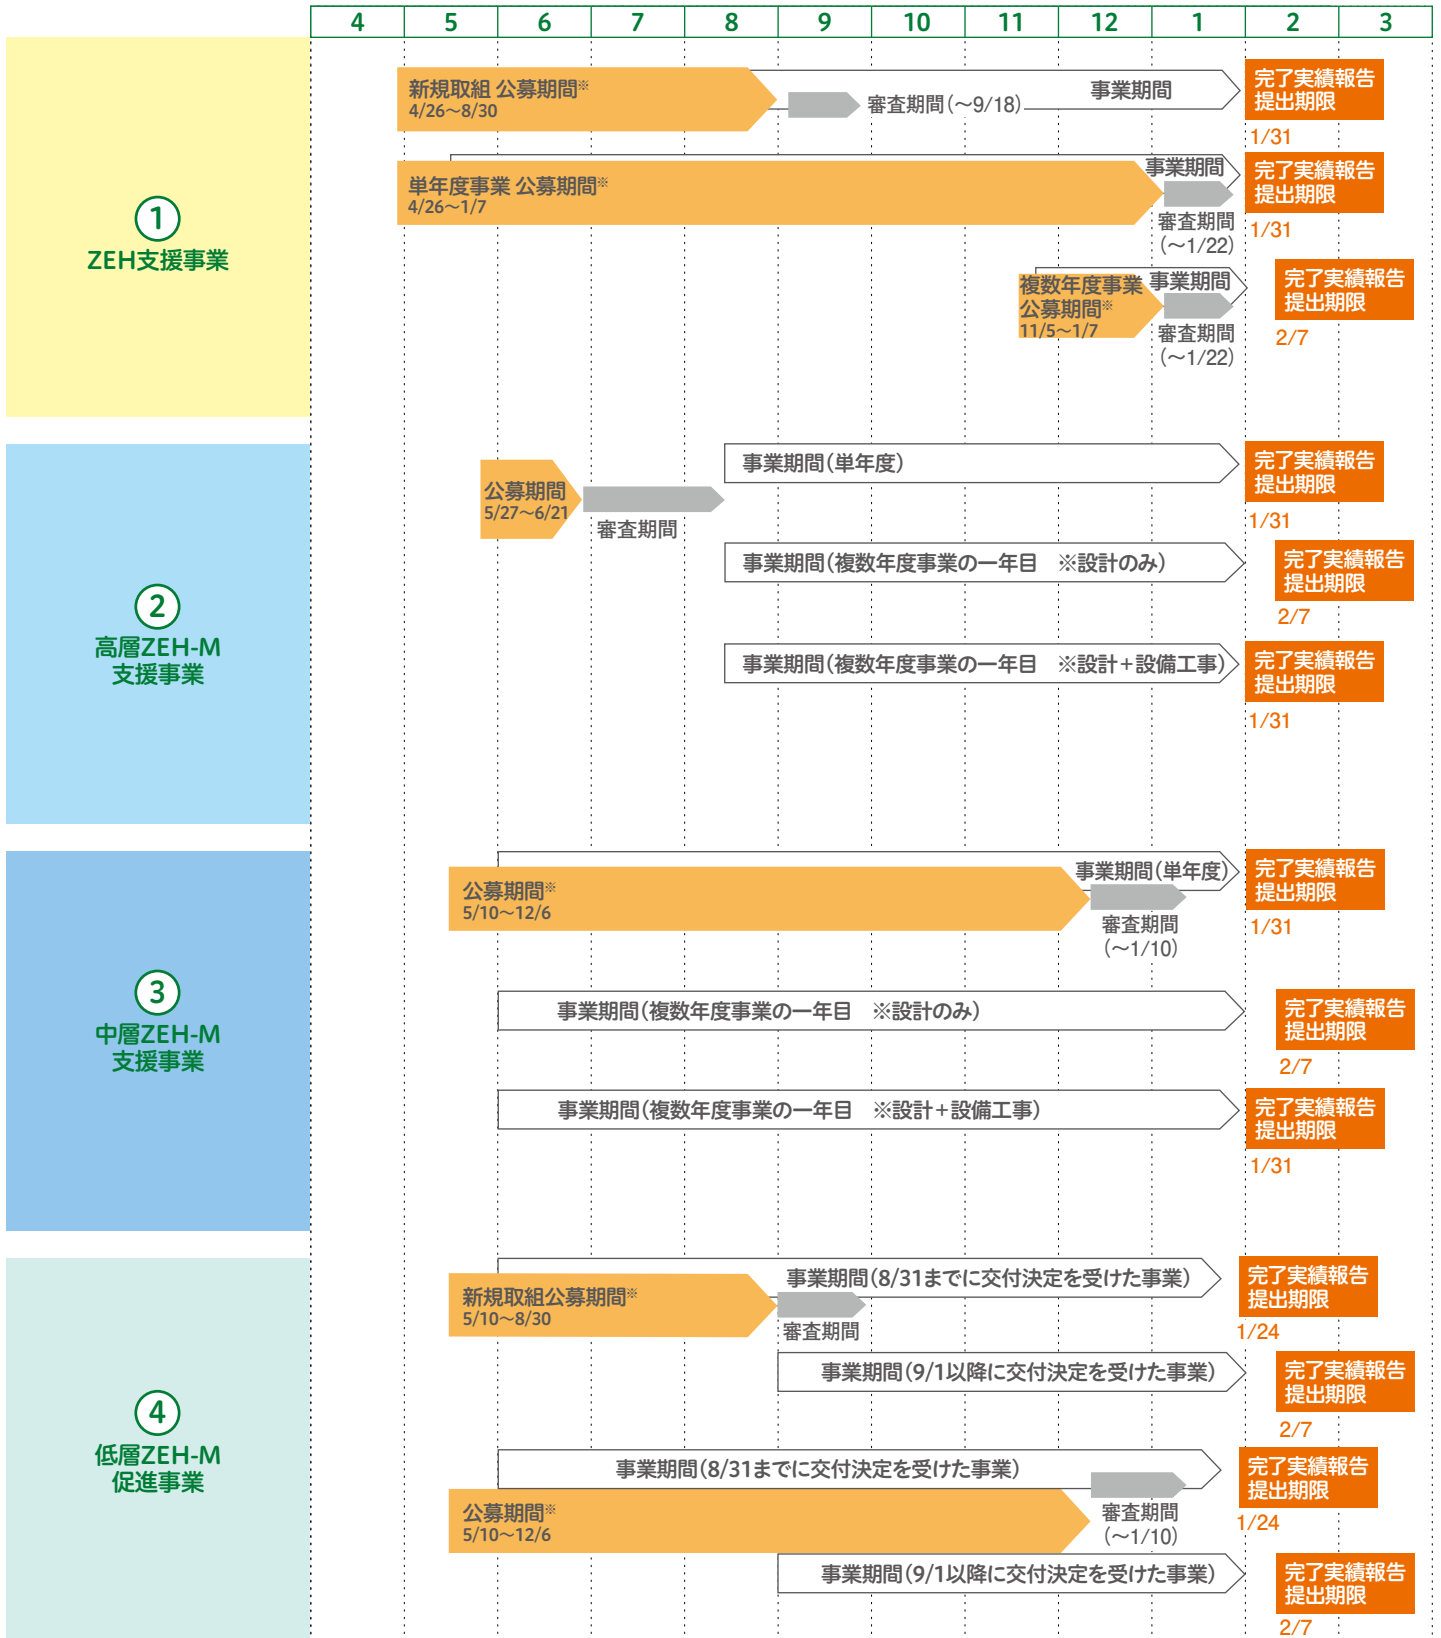 4 5 6 7 8 9 10 11 12 1 2 3
①
ZEH支援事業
新規取組 公募期間※
4/26～8/30
審査期間(～9/18)
事業期間
完了実績報告
提出期限
1/31
単年度事業 公募期間※
4/26～1/7
事業期間
審査期間
(～1/22)
完了実績報告
提出期限
1/31
複数年度事業
公募期間※
11/5～1/7
事業期間
審査期間
(～1/22)
完了実績報告
提出期限
2/7
②
高層ZEH-M
支援事業
公募期間
5/27～6/21
審査期間
事業期間(単年度)
完了実績報告
提出期限
1/31
事業期間(複数年度事業の一年目　※設計のみ)
完了実績報告
提出期限
2/7
事業期間(複数年度事業の一年目　※設計+設備工事)
完了実績報告
提出期限
1/31
③
中層ZEH-M
支援事業
公募期間※
5/10～12/6
事業期間(単年度)
審査期間
(～1/10)
完了実績報告
提出期限
1/31
事業期間(複数年度事業の一年目　※設計のみ)
完了実績報告
提出期限
2/7
事業期間(複数年度事業の一年目　※設計+設備工事)
完了実績報告
提出期限
1/31
④
低層ZEH-M
促進事業
事業期間(8/31までに交付決定を受けた事業)
新規取組公募期間※
5/10～8/30
審査期間
完了実績報告
提出期限
1/24
事業期間(9/1以降に交付決定を受けた事業)
完了実績報告
提出期限
2/7
事業期間(8/31までに交付決定を受けた事業)
公募期間※
5/10～12/6
審査期間
(～1/10)
完了実績報告
提出期限
1/24
事業期間(9/1以降に交付決定を受けた事業)
完了実績報告
提出期限
2/7